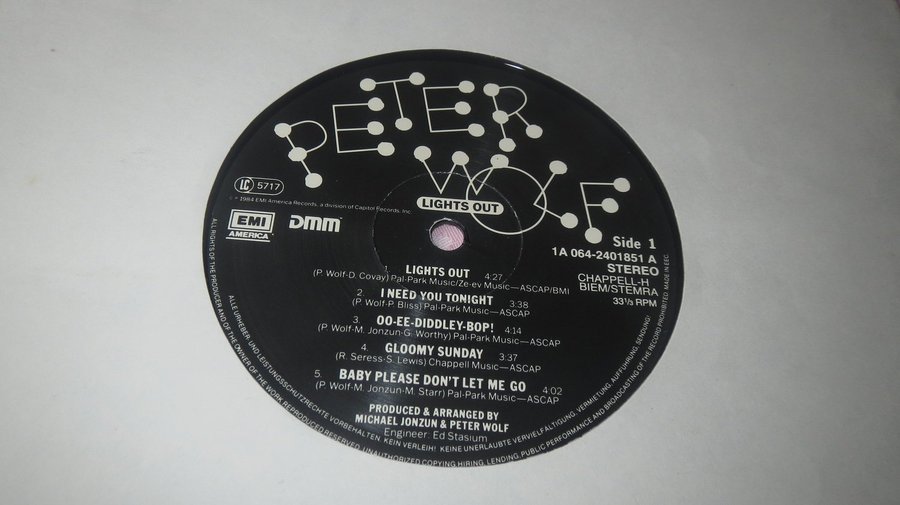 PETER
WOLF
LIGHTS OUT
LC 5717
℗ 1984 EMI America Records, a division of Capitol Records, Inc.
EMI
AMERICA
DMM
Side 1
1A 064-2401851 A
STEREO
CHAPPELL-H
BIEM/STEMRA
33⅓ RPM
1. LIGHTS OUT 4:27
(P. Wolf-D. Covay) Pal-Park Music/Ze-ev Music—ASCAP/BMI
2. I NEED YOU TONIGHT 3:38
(P. Wolf-P. Bliss) Pal-Park Music—ASCAP
3. OO-EE-DIDDLEY-BOP! 4:14
(P. Wolf-M. Jonzun-G. Worthy) Pal-Park Music—ASCAP
4. GLOOMY SUNDAY 3:37
(R. Seress-S. Lewis) Chappell Music—ASCAP
5. BABY PLEASE DON'T LET ME GO 4:02
(P. Wolf-M. Jonzun-M. Starr) Pal-Park Music—ASCAP
PRODUCED & ARRANGED BY
MICHAEL JONZUN & PETER WOLF
Engineer: Ed Stasium
ALLE URHEBER- UND LEISTUNGSSCHUTZRECHTE VORBEHALTEN. KEIN VERLEIH! KEINE UNERLAUBTE VERVIELFÄLTIGUNG, VERMIETUNG, AUFFÜHRUNG, SENDUNG!
ALL RIGHTS OF THE PRODUCER AND OF THE OWNER OF THE WORK REPRODUCED RESERVED. UNAUTHORIZED COPYING HIRING, LENDING, PUBLIC PERFORMANCE AND BROADCASTING OF THE RECORD PROHIBITED. MADE IN EEC.